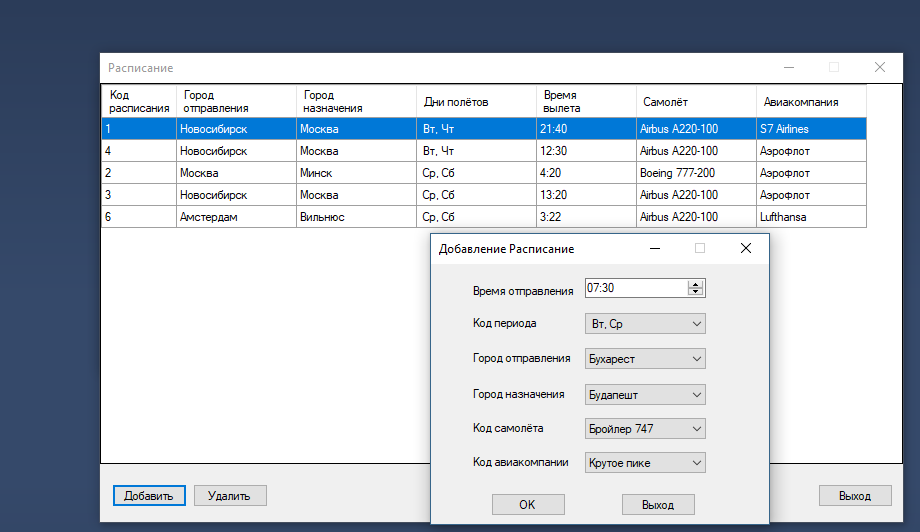 Расписание
Код расписания Город отправления Город назначения Дни полётов Время вылета Самолёт Авиакомпания
1 Новосибирск Москва Вт, Чт 21:40 Airbus A220-100 S7 Airlines
4 Новосибирск Москва Вт, Чт 12:30 Airbus A220-100 Аэрофлот
2 Москва Минск Ср, Сб 4:20 Boeing 777-200 Аэрофлот
3 Новосибирск Москва Ср, Сб 13:20 Airbus A220-100 Аэрофлот
6 Амстердам Вильнюс Ср, Сб 3:22 Airbus A220-100 Lufthansa
Добавление Расписание
Время отправления 07:30
Код периода Вт, Ср
Город отправления Бухарест
Город назначения Будапешт
Код самолёта Бройлер 747
Код авиакомпании Крутое пике
OK Выход
Добавить Удалить Выход